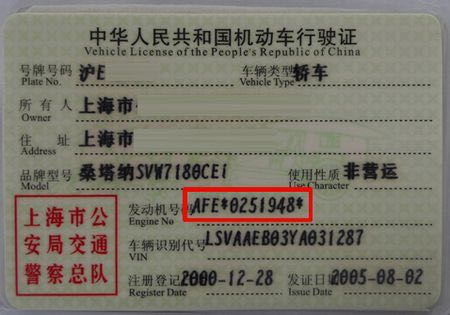 中华人民共和国机动车行驶证
Vehicle License of the People's Republic of China
号牌号码 沪E 车辆类型 轿车
Plate No. Vehicle Type
所有人 上海市
Owner
住址 上海市
Address
品牌型号 桑塔纳SVW7180CEi 使用性质 非营运
Model Use Character
发动机号码 AFE*0251948*
Engine No
车辆识别代号 LSVAAEB03YA031287
VIN
注册登记 2000-12-28 发证日 2005-08-02
Register Date Issue Date
上海市公
安局交通
警察总队